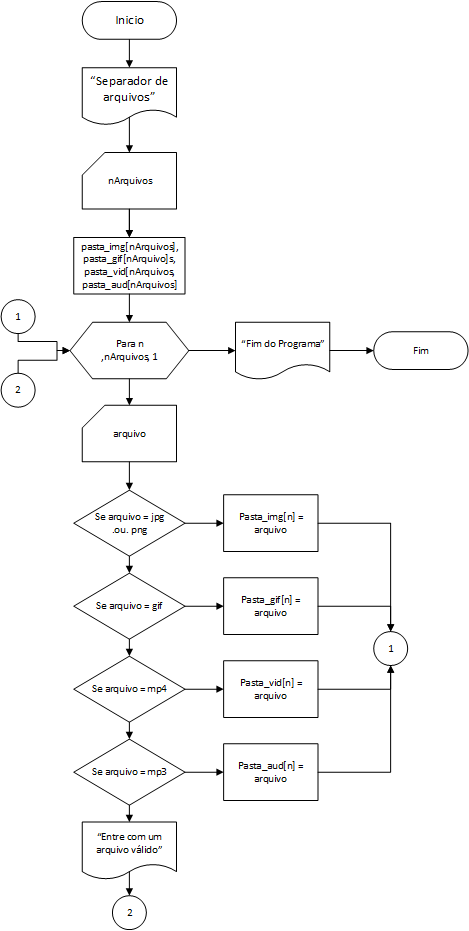 Inicio
“Separador de
arquivos”
nArquivos
pasta_img[nArquivos],
pasta_gif[nArquivo]s,
pasta_vid[nArquivos,
pasta_aud[nArquivos]
1
2
Para n
,nArquivos, 1
“Fim do Programa”
Fim
arquivo
Se arquivo = jpg
.ou. png
Pasta_img[n] =
arquivo
Se arquivo = gif
Pasta_gif[n] =
arquivo
1
Se arquivo = mp4
Pasta_vid[n] =
arquivo
Se arquivo = mp3
Pasta_aud[n] =
arquivo
“Entre com um
arquivo válido”
2